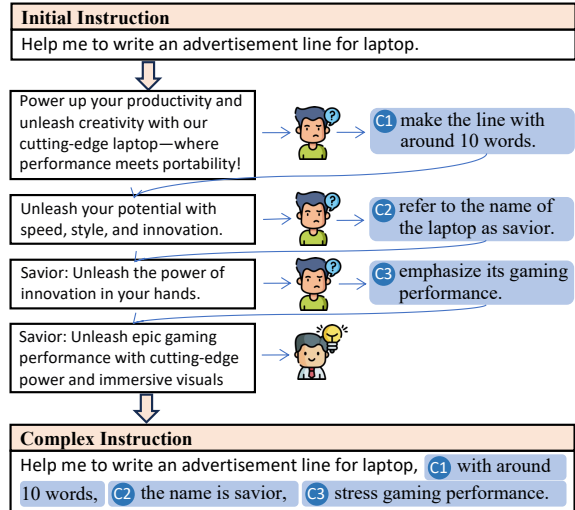 Initial Instruction
Help me to write an advertisement line for laptop.
Power up your productivity and
unleash creativity with our
cutting-edge laptop—where
performance meets portability!
?
C1 make the line with
around 10 words.
Unleash your potential with
speed, style, and innovation.
?
C2 refer to the name of
the laptop as savior.
Savior: Unleash the power of
innovation in your hands.
?
C3 emphasize its gaming
performance.
Savior: Unleash epic gaming
performance with cutting-edge
power and immersive visuals
Complex Instruction
Help me to write an advertisement line for laptop, C1 with around
10 words, C2 the name is savior, C3 stress gaming performance.